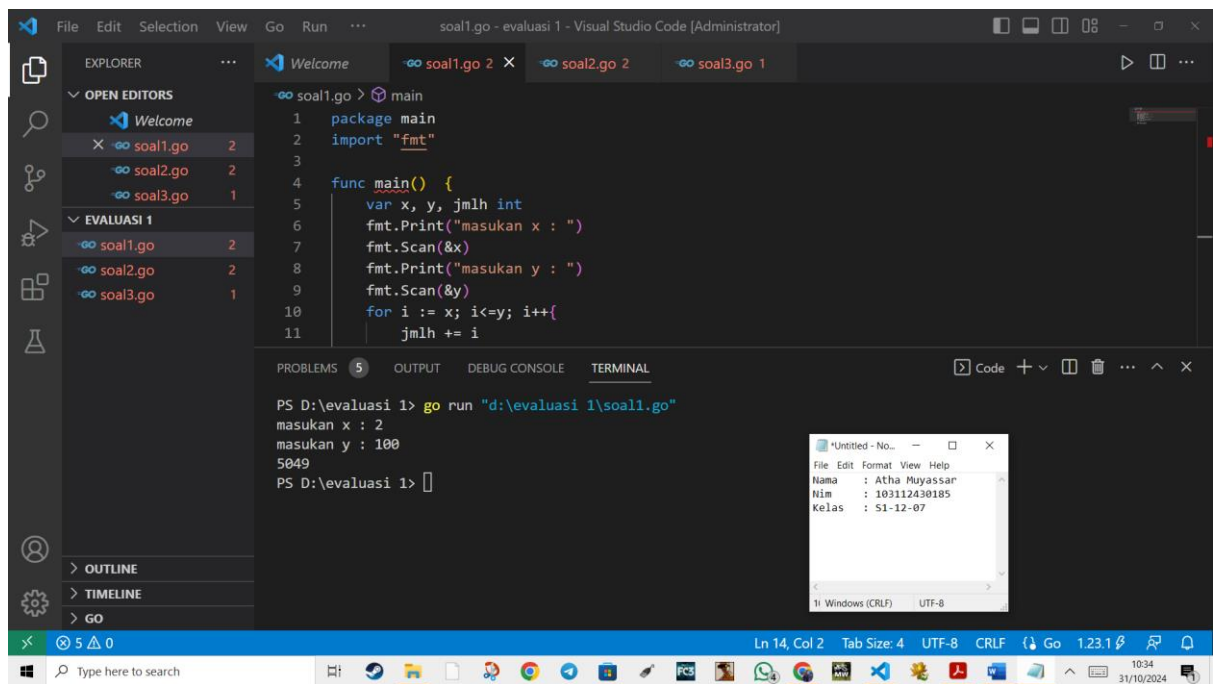 File Edit Selection View Go Run ··· soal1.go - evaluasi 1 - Visual Studio Code [Administrator]
EXPLORER ···
Welcome
soal1.go 2
soal2.go 2
soal3.go 1
OPEN EDITORS
Welcome
soal1.go 2
soal2.go 2
soal3.go 1
EVALUASI 1
soal1.go 2
soal2.go 2
soal3.go 1
OUTLINE
TIMELINE
GO
soal1.go > main
1 package main
2 import "fmt"
3
4 func main() {
5 var x, y, jmlh int
6 fmt.Print("masukan x : ")
7 fmt.Scan(&x)
8 fmt.Print("masukan y : ")
9 fmt.Scan(&y)
10 for i := x; i<=y; i++{
11 jmlh += i
PROBLEMS 5 OUTPUT DEBUG CONSOLE TERMINAL
Code
PS D:\evaluasi 1> go run "d:\evaluasi 1\soal1.go"
masukan x : 2
masukan y : 100
5049
PS D:\evaluasi 1>
*Untitled - No...
File Edit Format View Help
Nama : Atha Muyassar
Nim : 103112430185
Kelas : S1-12-07
Windows (CRLF) UTF-8
5 0
Ln 14, Col 2 Tab Size: 4 UTF-8 CRLF Go 1.23.1
Type here to search
10:34
31/10/2024